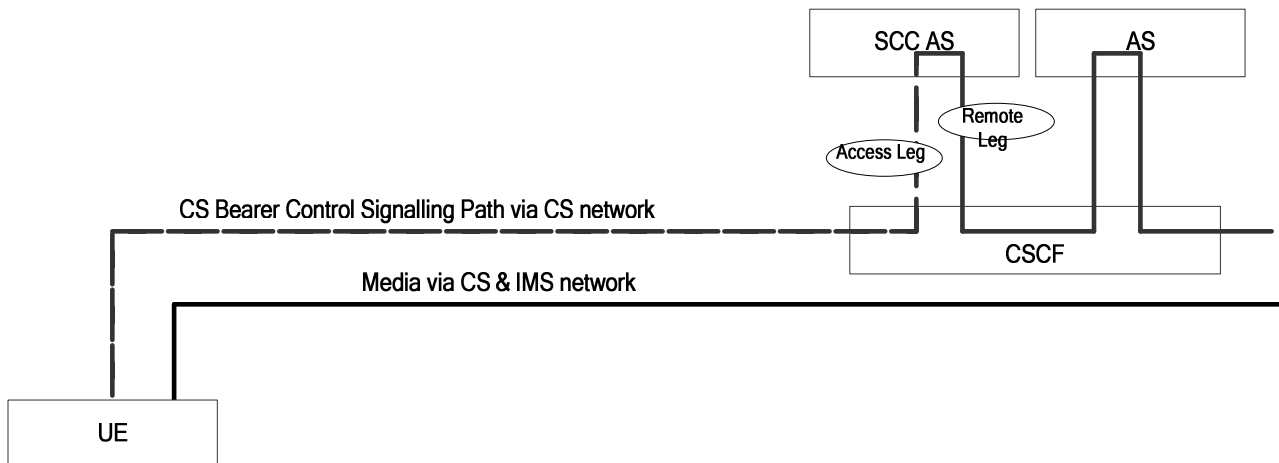 SCC AS
AS
Remote
Leg
Access Leg
CS Bearer Control Signalling Path via CS network
CSCF
Media via CS & IMS network
UE